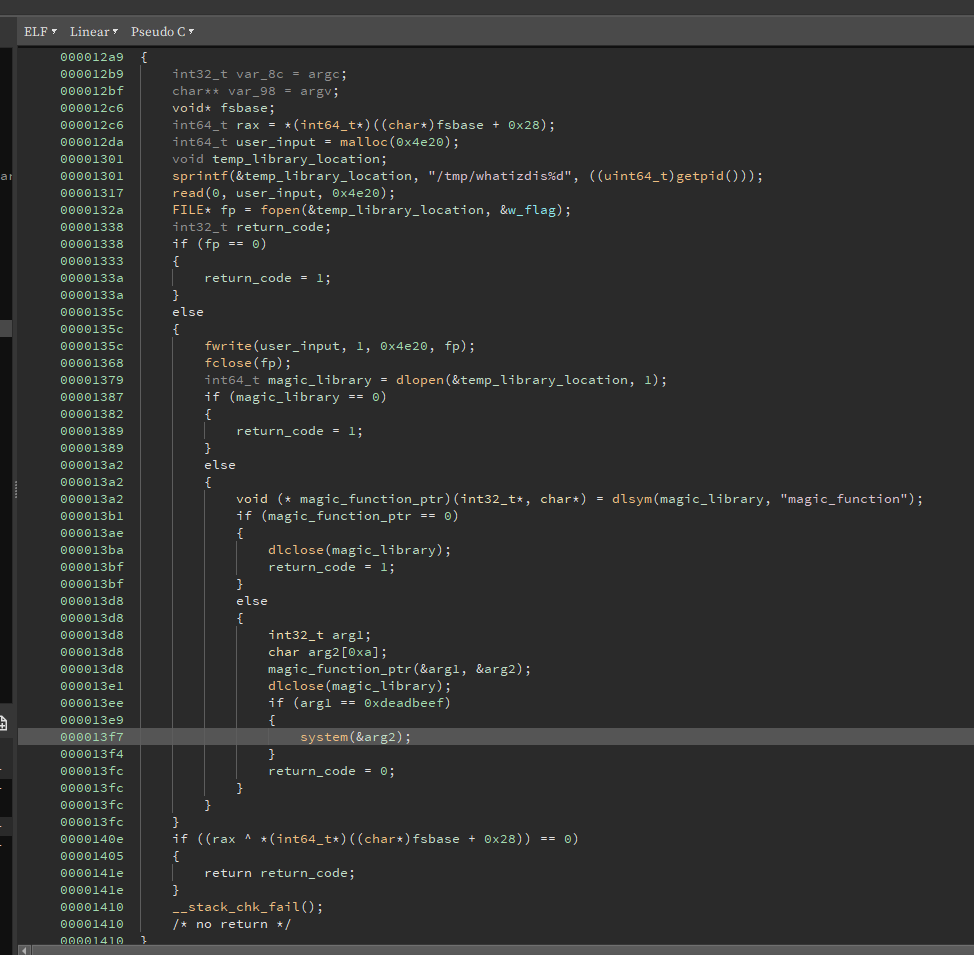 ELF▾ Linear▾ Pseudo C▾
000012a9 {
000012b9 int32_t var_8c = argc;
000012bf char** var_98 = argv;
000012c6 void* fsbase;
000012c6 int64_t rax = *(int64_t*)((char*)fsbase + 0x28);
000012da int64_t user_input = malloc(0x4e20);
00001301 void temp_library_location;
00001301 sprintf(&temp_library_location, "/tmp/whatizdis%d", ((uint64_t)getpid()));
00001317 read(0, user_input, 0x4e20);
0000132a FILE* fp = fopen(&temp_library_location, &w_flag);
00001338 int32_t return_code;
00001338 if (fp == 0)
00001333 {
0000133a return_code = 1;
0000133a }
0000135c else
0000135c {
0000135c fwrite(user_input, 1, 0x4e20, fp);
00001368 fclose(fp);
00001379 int64_t magic_library = dlopen(&temp_library_location, 1);
00001387 if (magic_library == 0)
00001382 {
00001389 return_code = 1;
00001389 }
000013a2 else
000013a2 {
000013a2 void (* magic_function_ptr)(int32_t*, char*) = dlsym(magic_library, "magic_function");
000013b1 if (magic_function_ptr == 0)
000013ae {
000013ba dlclose(magic_library);
000013bf return_code = 1;
000013bf }
000013d8 else
000013d8 {
000013d8 int32_t arg1;
000013d8 char arg2[0xa];
000013d8 magic_function_ptr(&arg1, &arg2);
000013e1 dlclose(magic_library);
000013ee if (arg1 == 0xdeadbeef)
000013e9 {
000013f7 system(&arg2);
000013f4 }
000013fc return_code = 0;
000013fc }
000013fc }
000013fc }
0000140e if ((rax ^ *(int64_t*)((char*)fsbase + 0x28)) == 0)
00001405 {
0000141e return return_code;
0000141e }
00001410 __stack_chk_fail();
00001410 /* no return */
00001410 }